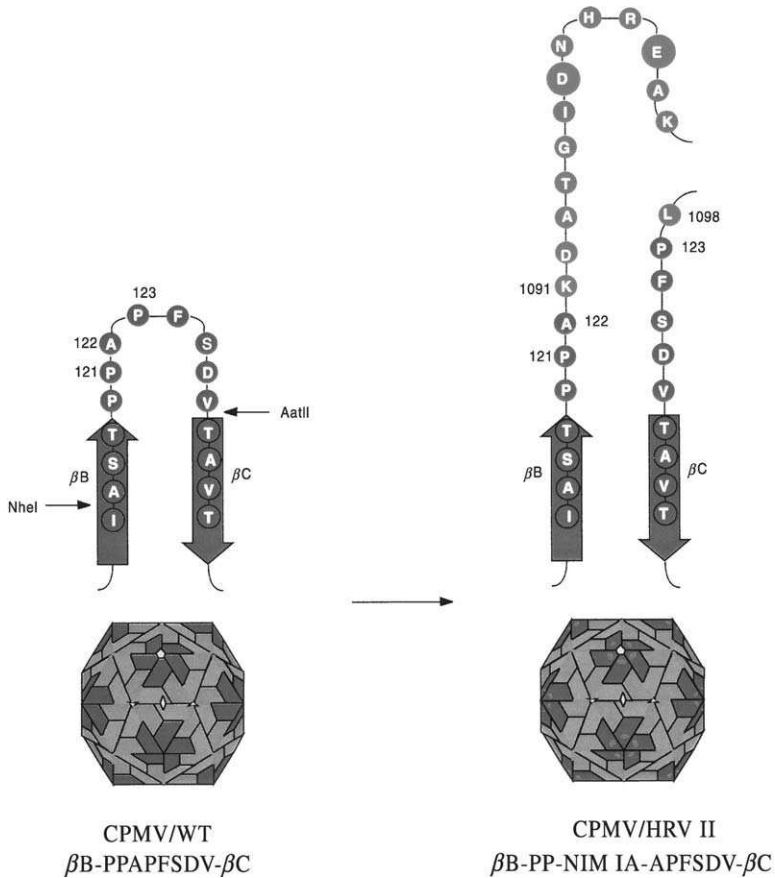 123
P F
122 A S
121 P D
P V
AatII
T T
S A
βB βC
A V
NheI
I T
H R
N E
D A
I K
G
T
A L 1098
D P 123
1091 K F
A 122 S
121 P D
P V
T T
S A
βB βC
A V
I T
CPMV/WT
βB-PPAPFSDV-βC
CPMV/HRV II
βB-PP-NIM IA-APFSDV-βC